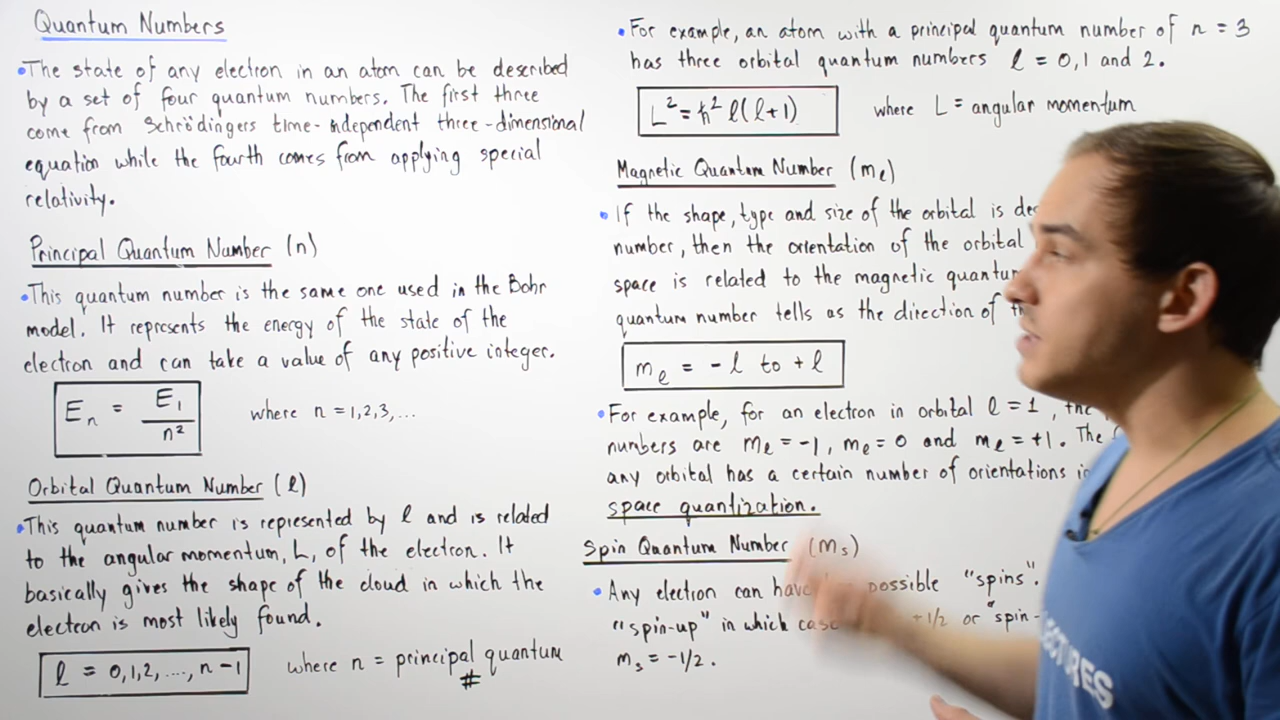 Quantum Numbers
•The state of any electron in an atom can be described
by a set of four quantum numbers. The first three
come from Schrödingers time-independent three-dimensional
equation while the fourth comes from applying special
relativity.
Principal Quantum Number (n)
•This quantum number is the same one used in the Bohr
model. It represents the energy of the state of the
electron and can take a value of any positive integer.
Eₙ = E₁/n² where n = 1,2,3,...
Orbital Quantum Number (ℓ)
•This quantum number is represented by ℓ and is related
to the angular momentum, L, of the electron. It
basically gives the shape of the cloud in which the
electron is most likely found.
ℓ = 0,1,2,...., n-1 where n = principal quantum
#
•For example, an atom with a principal quantum number of n = 3
has three orbital quantum numbers ℓ = 0,1 and 2.
L² = ħ² ℓ(ℓ+1) where L = angular momentum
Magnetic Quantum Number (mℓ)
• If the shape, type and size of the orbital is
number, then the orientation of the orbital
space is related to the magnetic
quantum number tells as the direction of
mℓ = -ℓ to +ℓ
•For example, for an electron in orbital ℓ = 1, the
numbers are mℓ = -1, mℓ = 0 and mℓ = +1. The
any orbital has a certain number of orientations
space quantization.
Spin Quantum Number (ms)
• Any electron can have possible "spins".
"spin-up" in which case +1/2 or "spin-
ms = -1/2.
LECTURES